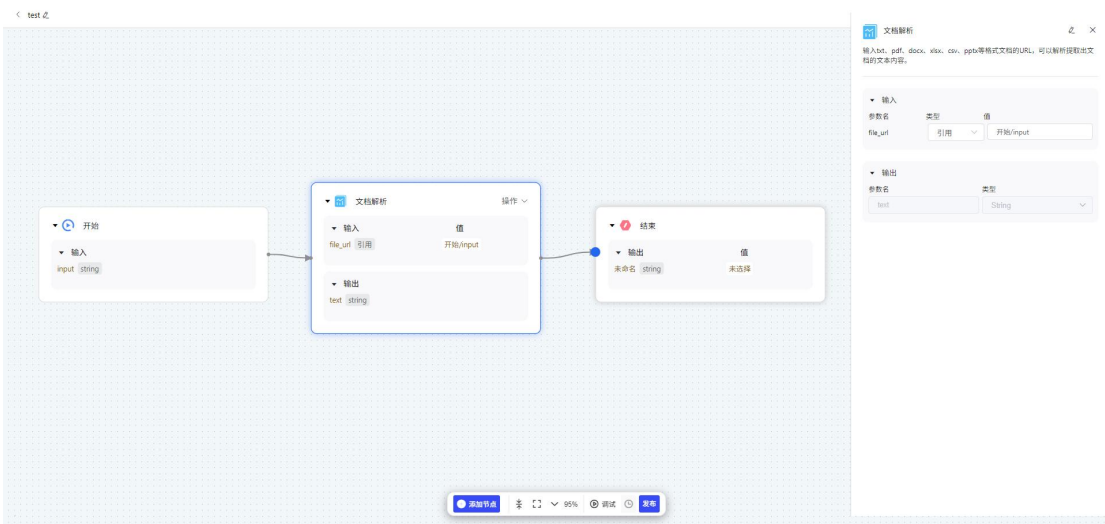 test
开始
输入
input string
文档解析 操作
输入 值
file_url 引用 开始/input
输出
text string
结束
输出 值
未命名 string 未选择
添加节点 95% 调试 发布
文档解析
输入txt、pdf、docx、xlsx、csv、pptx等格式文档的URL，可以解析提取出文
档的文本内容。
输入
参数名 类型 值
file_url 引用 开始/input
输出
参数名 类型
text String